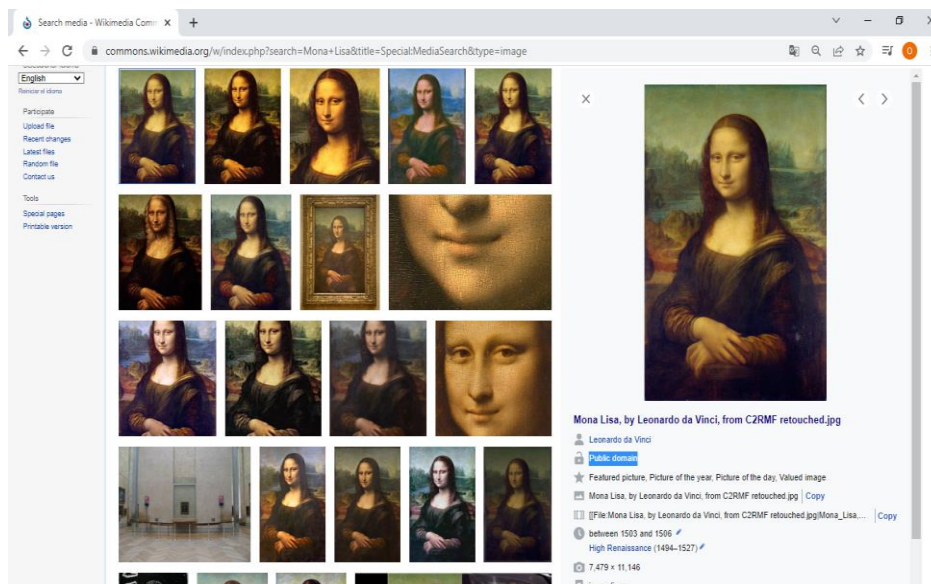 Search media - Wikimedia Com
commons.wikimedia.org/w/index.php?search=Mona+Lisa&title=Special:MediaSearch&type=image
English
Reiniciar el idioma
Participate
Upload file
Recent changes
Latest files
Random file
Contact us
Tools
Special pages
Printable version
Mona Lisa, by Leonardo da Vinci, from C2RMF retouched.jpg
Leonardo da Vinci
Public domain
Featured picture, Picture of the year, Picture of the day, Valued image
Mona Lisa, by Leonardo da Vinci, from C2RMF retouched.jpg Copy
[[File:Mona Lisa, by Leonardo da Vinci, from C2RMF retouched.jpg|Mona_Lisa,... Copy
between 1503 and 1506
High Renaissance (1494–1527)
7,479 × 11,146